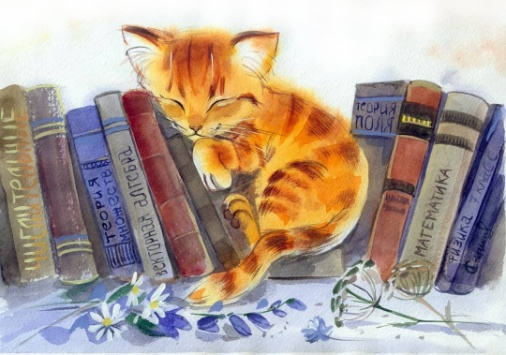 ТЕОРИЯ
МНОЖЕСТВ
ВЕКТОРНАЯ АЛГЕБРА
ТЕОРИЯ
ПОЛЯ
МАТЕМАТИКА
ФИЗИКА